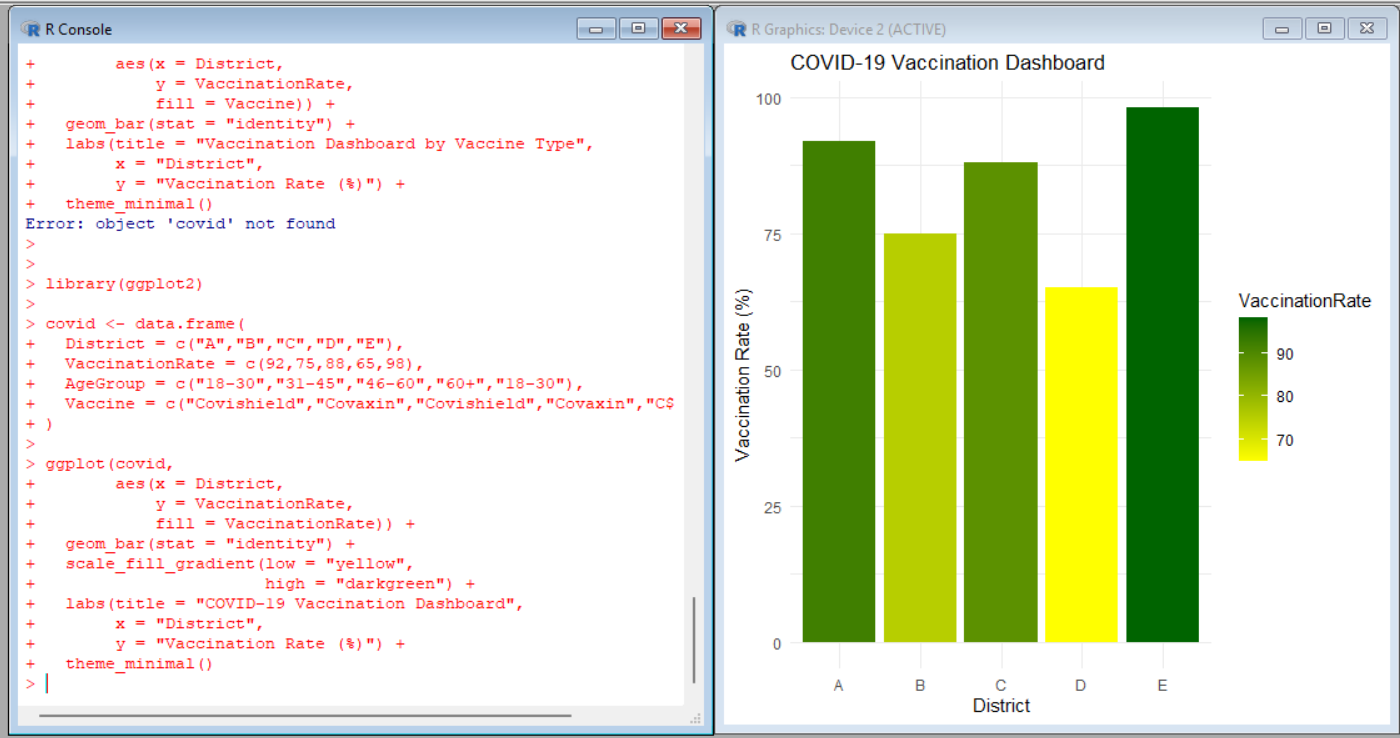 R Console
+         aes(x = District,
+             y = VaccinationRate,
+             fill = Vaccine)) +
+    geom_bar(stat = "identity") +
+    labs(title = "Vaccination Dashboard by Vaccine Type",
+         x = "District",
+         y = "Vaccination Rate (%)") +
+    theme_minimal()
Error: object 'covid' not found
>
>
> library(ggplot2)
>
> covid <- data.frame(
+    District = c("A","B","C","D","E"),
+    VaccinationRate = c(92,75,88,65,98),
+    AgeGroup = c("18-30","31-45","46-60","60+","18-30"),
+    Vaccine = c("Covishield","Covaxin","Covishield","Covaxin","C$
+ )
>
> ggplot(covid,
+         aes(x = District,
+             y = VaccinationRate,
+             fill = VaccinationRate)) +
+    geom_bar(stat = "identity") +
+    scale_fill_gradient(low = "yellow",
+                        high = "darkgreen") +
+    labs(title = "COVID-19 Vaccination Dashboard",
+         x = "District",
+         y = "Vaccination Rate (%)") +
+    theme_minimal()
>
R Graphics: Device 2 (ACTIVE)
COVID-19 Vaccination Dashboard
100
75
50
25
0
Vaccination Rate (%)
A B C D E
District
VaccinationRate
90
80
70